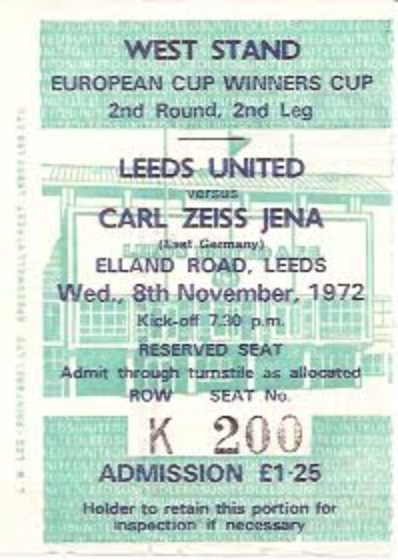 WEST STAND
EUROPEAN CUP WINNERS CUP
2nd Round, 2nd Leg
LEEDS UNITED
versus
CARL ZEISS JENA
(East Germany)
ELLAND ROAD, LEEDS
Wed., 8th November, 1972
Kick-off 7.30 p.m.
RESERVED SEAT
Admit through turnstile as allocated
ROW SEAT No.
K 200
ADMISSION £1·25
Holder to retain this portion for
inspection if necessary